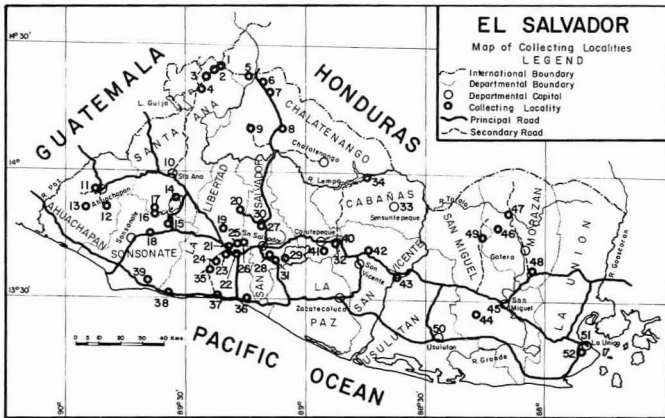 EL SALVADOR
Map of Collecting Localities
LEGEND
International Boundary
Departmental Boundary
Departmental Capitol
Collecting Locality
Principal Road
Secondary Road
14°30'
14°00
13°30
90°
89°30
89°
88°30
88°
GUATEMALA
HONDURAS
PACIFIC OCEAN
L. Guija
SANTA ANA
CHALATENANGO
Chalatenango
R. Lempa
R. Paz
Sta Ana
Ahuachapan
AHUACHAPAN
Sonsonate
SONSONATE
LA LIBERTAD
SAN SALVADOR
San Salvador
Cojutepeque
CABAÑAS
Sensuntepeque
R. Torola
SAN MIGUEL
MORAZAN
Gotera
LA UNION
R. Goascoran
San Vicente
SAN VICENTE
LA PAZ
Zacatecoluca
USULUTAN
Usulutan
R. Grande
San Miguel
La Union
0 10 20 30 40 Kms.
1
2
3
4
5
6
7
8
9
10
11
12
13
14
15
16
17
18
19
20
21
22
23
24
25
26
27
28
29
30
31
32
33
34
35
36
37
38
39
40
41
42
43
44
45
46
47
48
49
50
51
52